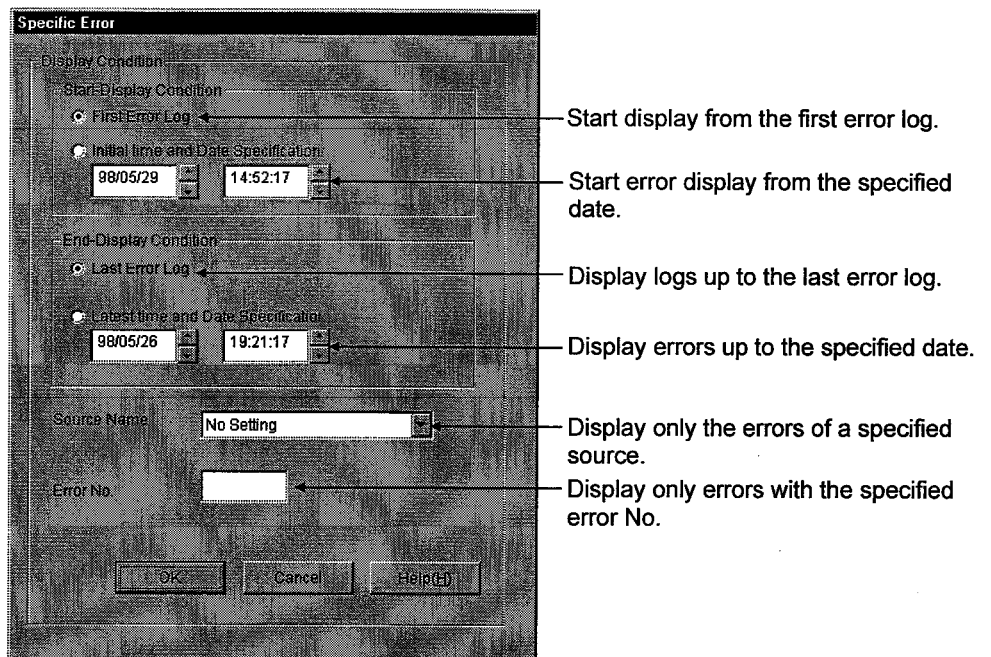 Specific Error
Display Condition
Start-Display Condition
First Error Log
Start display from the first error log.
Initial time and Date Specification
98/05/29 14:52:17
Start error display from the specified
date.
End-Display Condition
Last Error Log
Display logs up to the last error log.
Latest time and Date Specification
98/05/26 19:21:17
Display errors up to the specified date.
Source Name
No Setting
Display only the errors of a specified
source.
Error No.
Display only errors with the specified
error No.
OK Cancel Help(H)